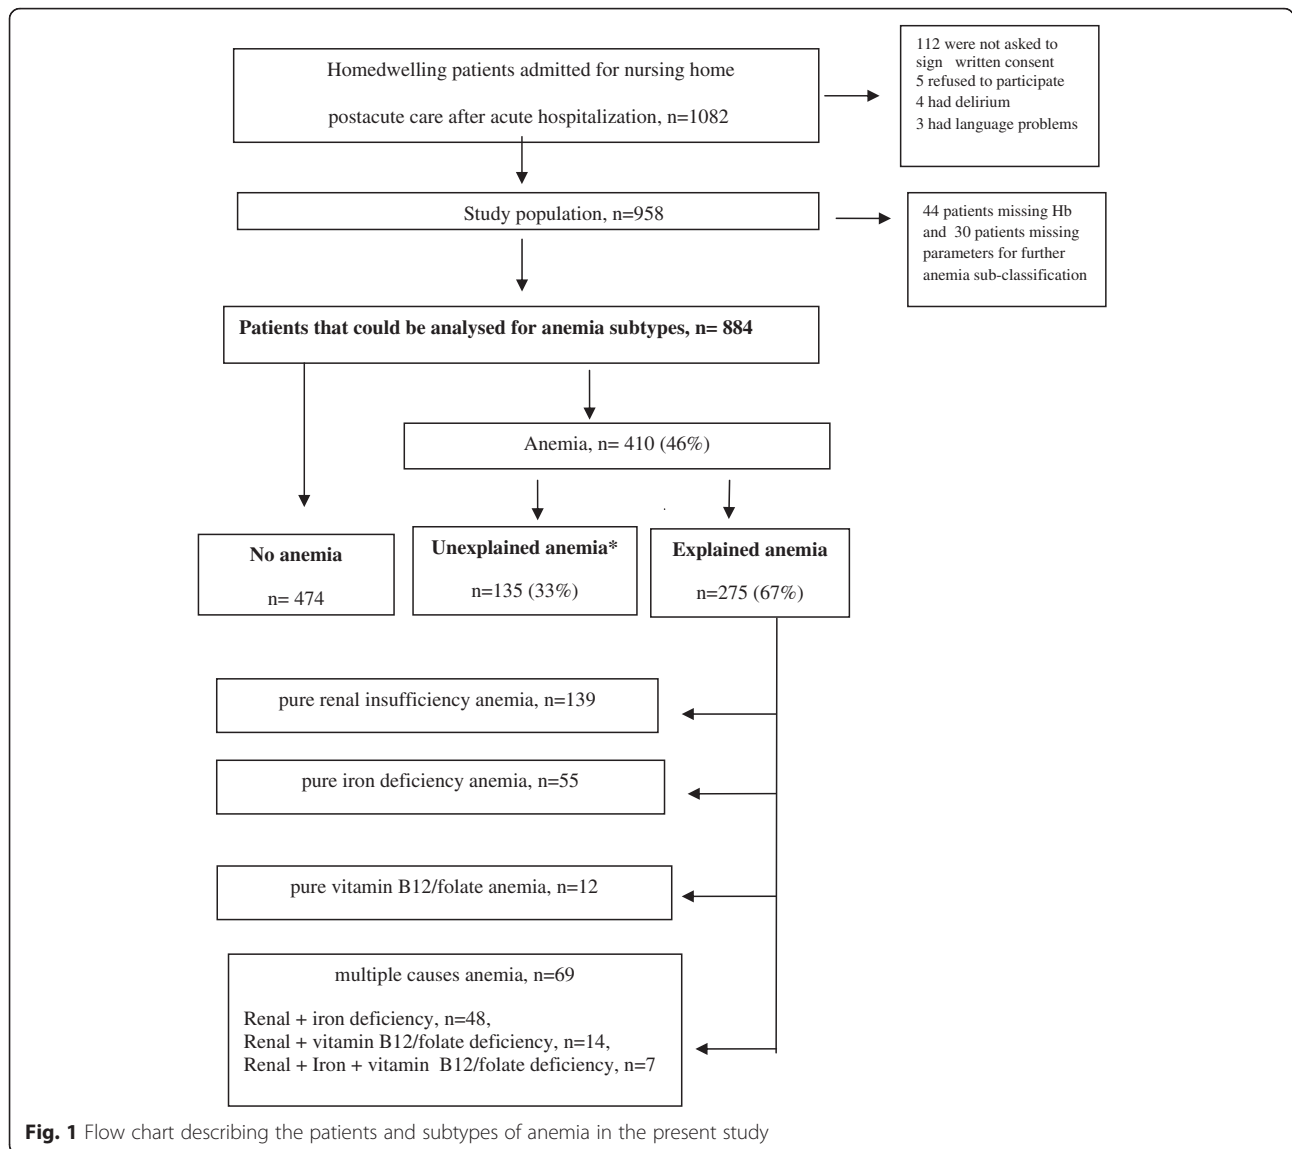 Homedwelling patients admitted for nursing home
postacute care after acute hospitalization, n=1082
112 were not asked to
sign written consent
5 refused to participate
4 had delirium
3 had language problems
Study population, n=958
44 patients missing Hb
and 30 patients missing
parameters for further
anemia sub-classification
Patients that could be analysed for anemia subtypes, n= 884
Anemia, n= 410 (46%)
No anemia
n= 474
Unexplained anemia*
n=135 (33%)
Explained anemia
n=275 (67%)
pure renal insufficiency anemia, n=139
pure iron deficiency anemia, n=55
pure vitamin B12/folate anemia, n=12
multiple causes anemia, n=69
Renal + iron deficiency, n=48,
Renal + vitamin B12/folate deficiency, n=14,
Renal + Iron + vitamin B12/folate deficiency, n=7
Fig. 1 Flow chart describing the patients and subtypes of anemia in the present study